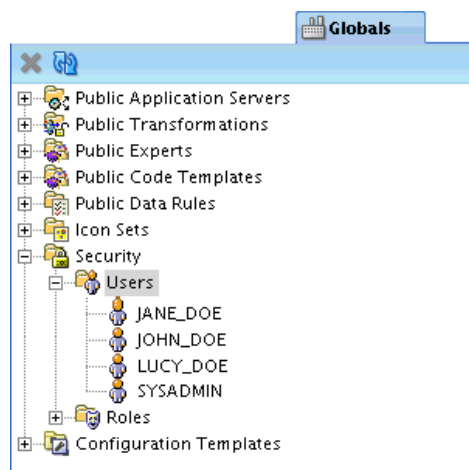 Globals
Public Application Servers
Public Transformations
Public Experts
Public Code Templates
Public Data Rules
Icon Sets
Security
Users
JANE_DOE
JOHN_DOE
LUCY_DOE
SYSADMIN
Roles
Configuration Templates